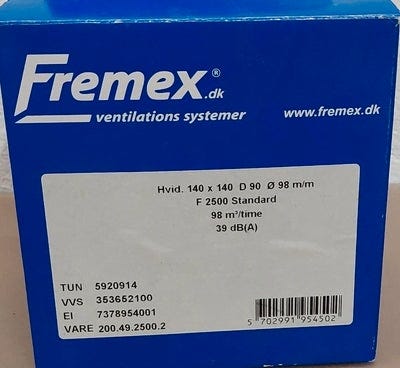 Fremex®.dk
ventilations systemer
www.fremex.dk
Hvid. 140 x 140 D 90 Ø 98 m/m
F 2500 Standard
98 m³/time
39 dB(A)
TUN 5920914
VVS 353652100
EI 7378954001
VARE 200.49.2500.2
5 702991 954502